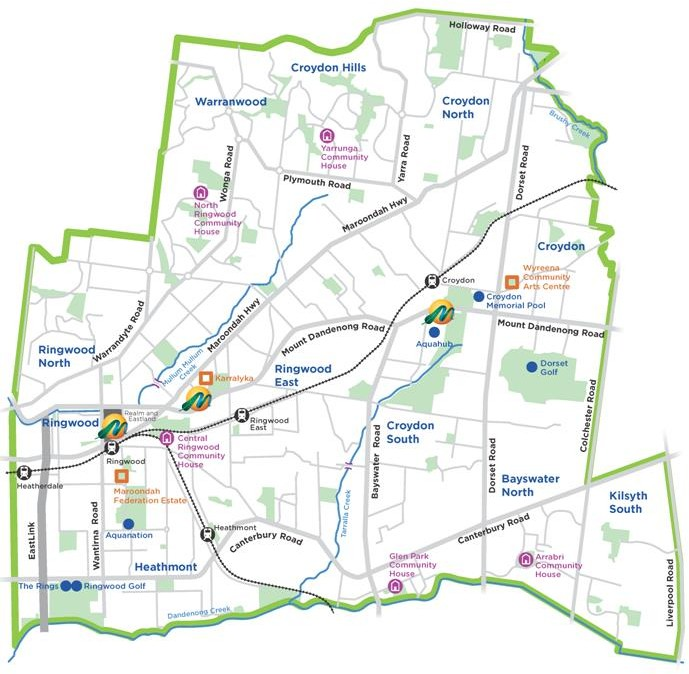 Holloway Road
Croydon Hills
Warranwood
Croydon
North
Brushy Creek
Yarrunga
Community
House
Yarra Road
Dorset Road
Wonga Road
Plymouth Road
North
Ringwood
Community
House
Maroondah Hwy
Croydon
Wyreena
Community
Arts Centre
Croydon
Croydon
Memorial Pool
Warrandyte Road
Maroondah Hwy
Mount Dandenong Road
Mount Dandenong Road
Aquahub
Ringwood
North
Mullum Mullum
Creek
Ringwood
East
Dorset
Golf
Karralyka
Colchester Road
Realm and
Eastland
Ringwood
Ringwood
East
Croydon
South
Central
Ringwood
Community
House
Bayswater Road
Dorset Road
Ringwood
Heatherdale
Maroondah
Federation Estate
Bayswater
North
Kilsyth
South
EastLink
Wantirna Road
Aquanation
Heathmont
Tarralla Creek
Canterbury Road
Canterbury Road
Heathmont
Glen Park
Community
House
Arrabri
Community
House
Liverpool Road
The Rings
Ringwood Golf
Dandenong Creek